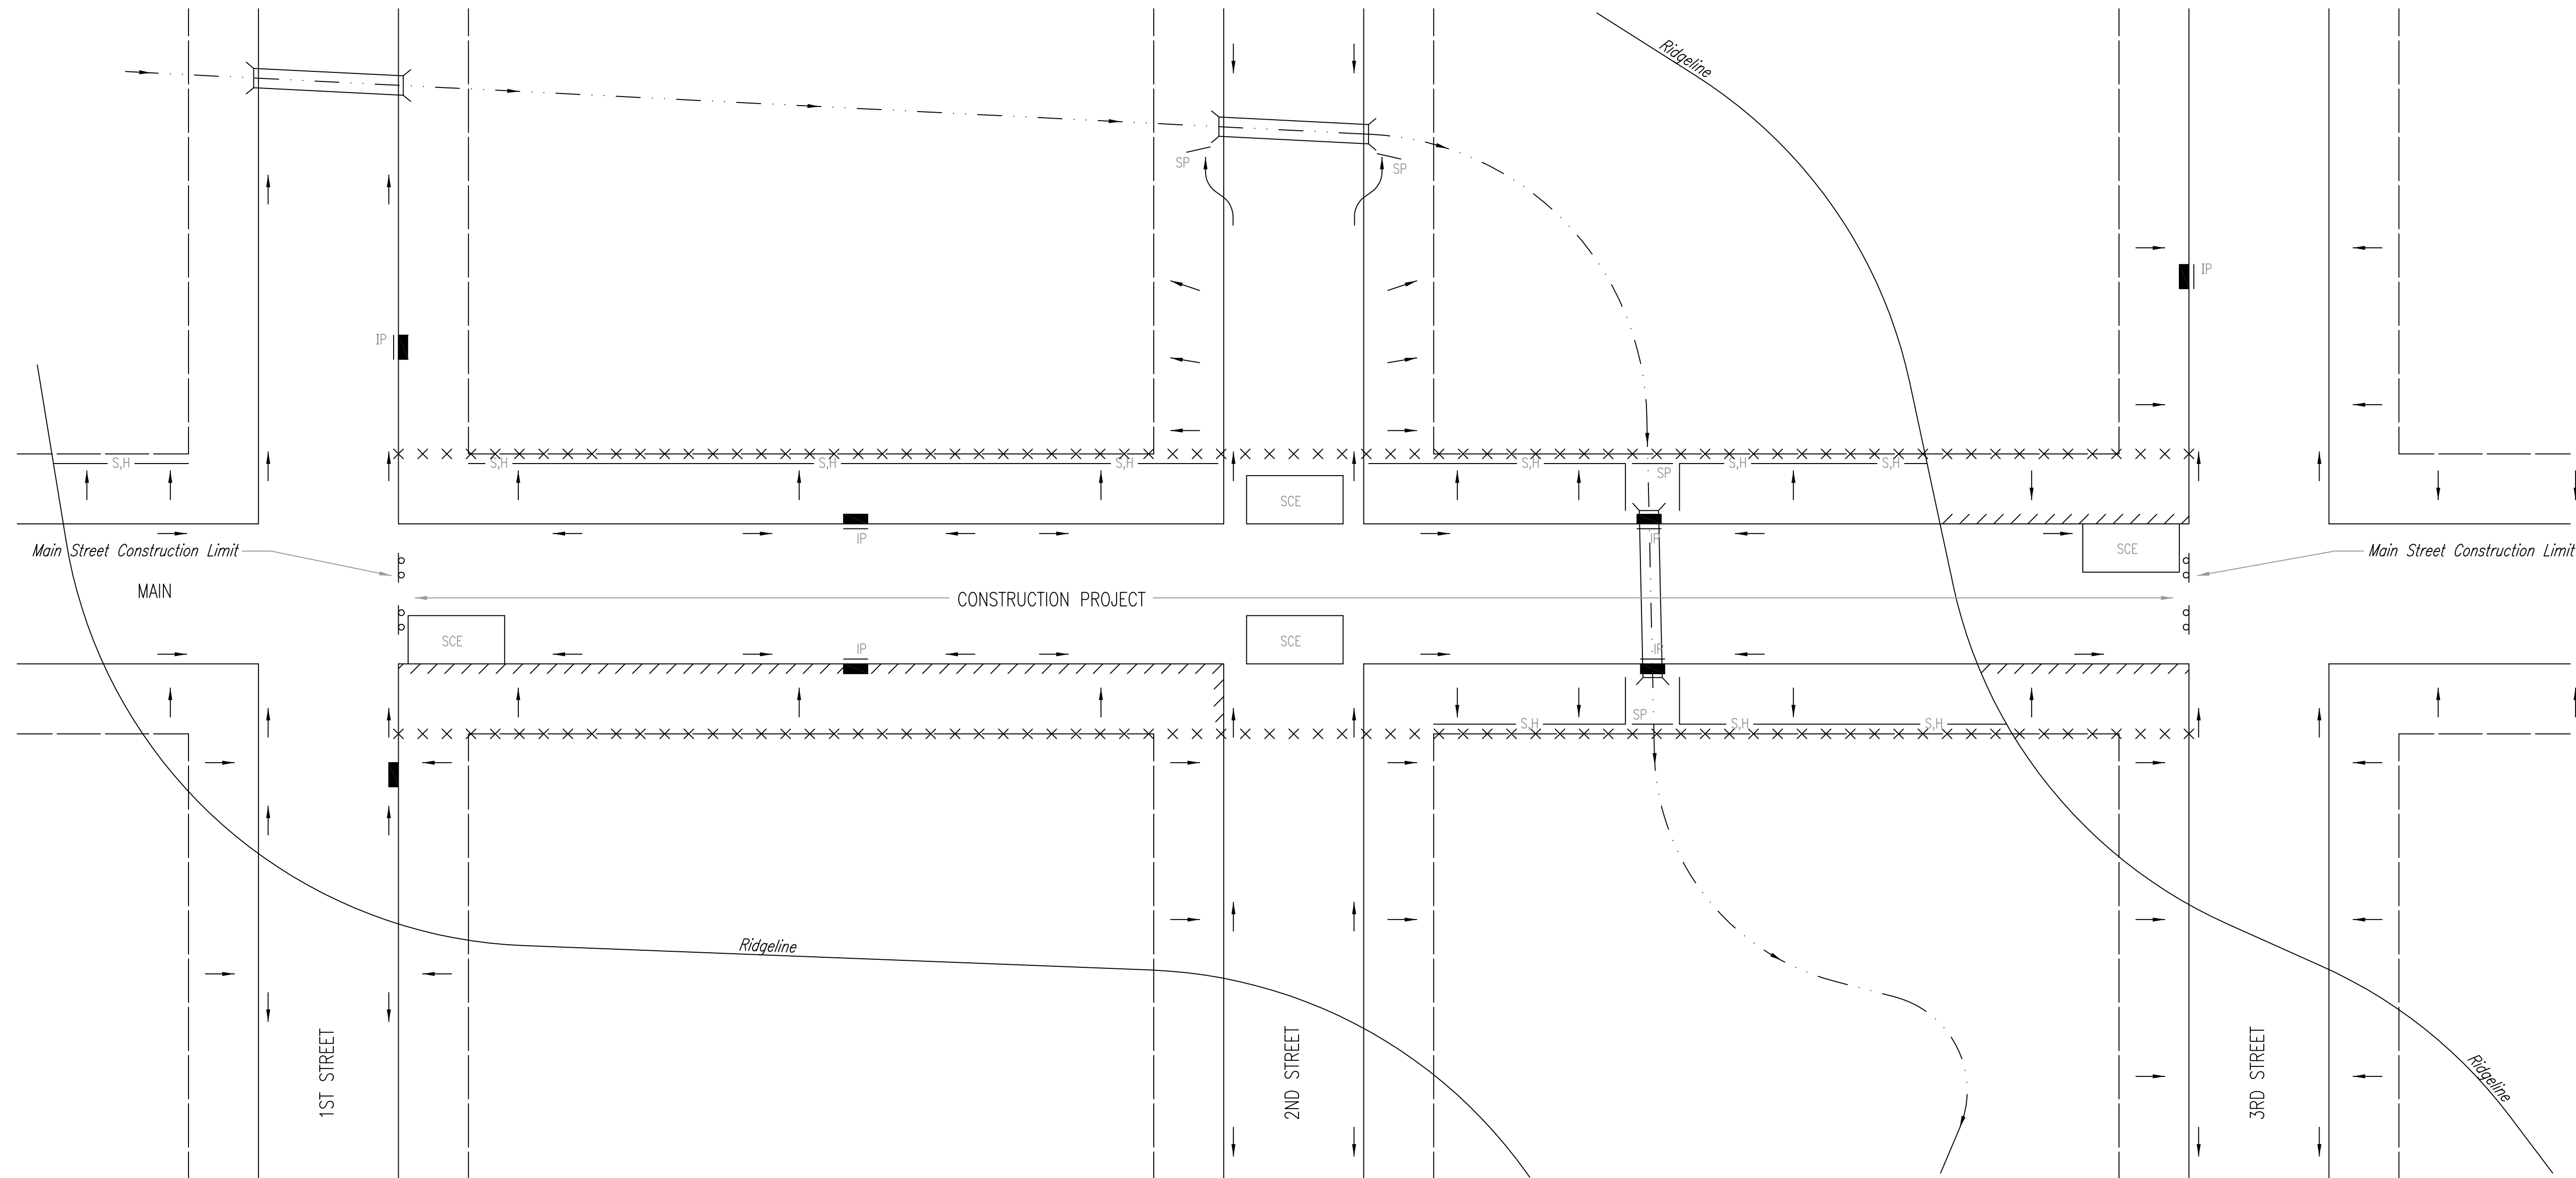 Ridgeline
SP
SP
IP
IP
S,H
S,H
S,H
S,H
S,H
SP
S,H
S,H
SCE
IP
IP
SCE
Main Street Construction Limit
Main Street Construction Limit
MAIN
CONSTRUCTION PROJECT
SCE
SCE
IP
IP
S,H
SP
S,H
S,H
Ridgeline
1ST STREET
2ND STREET
3RD STREET
Ridgeline